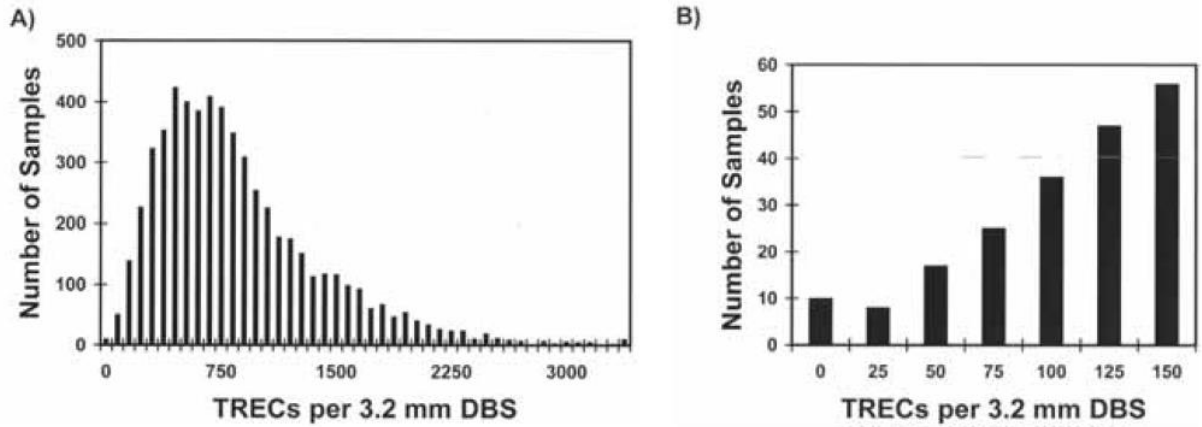 A)
Number of Samples
500
400
300
200
100
0
0 750 1500 2250 3000
TRECs per 3.2 mm DBS
B)
Number of Samples
60
50
40
30
20
10
0
0 25 50 75 100 125 150
TRECs per 3.2 mm DBS